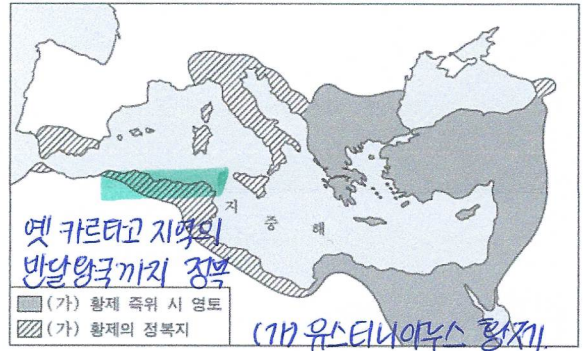 지 중 해
옛 카르타고 지역의
반달왕국까지 정복
(가) 황제 즉위 시 영토
(가) 황제의 정복지
(가) 유스티니아누스 황제.